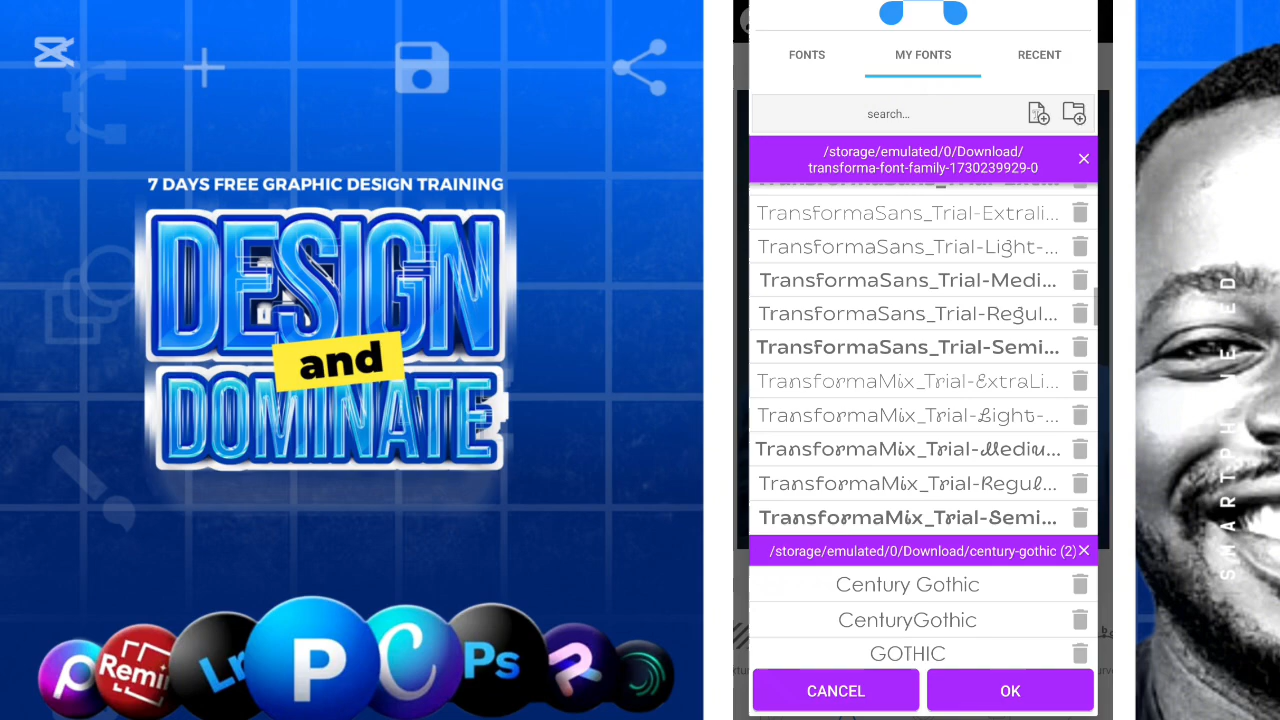 7 DAYS FREE GRAPHIC DESIGN TRAINING
DESIGN
and
DOMINATE
Remi
Lr
P
C
Ps
FONTS
MY FONTS
RECENT
search...
/storage/emulated/0/Download/
transforma-font-family-1730239929-0
TransformaSans_Trial-Extrali...
TransformaSans_Trial-Light-...
TransformaSans_Trial-Medi...
TransformaSans_Trial-Regul...
TransformaSans_Trial-Semi...
TransformaMix_Trial-ExtraLi...
TransformaMix_Trial-Light-...
TransformaMix_Trial-Mediu...
TransformaMix_Trial-Regul...
TransformaMix_Trial-Semi...
/storage/emulated/0/Download/century-gothic (2)
Century Gothic
CenturyGothic
GOTHIC
CANCEL
OK